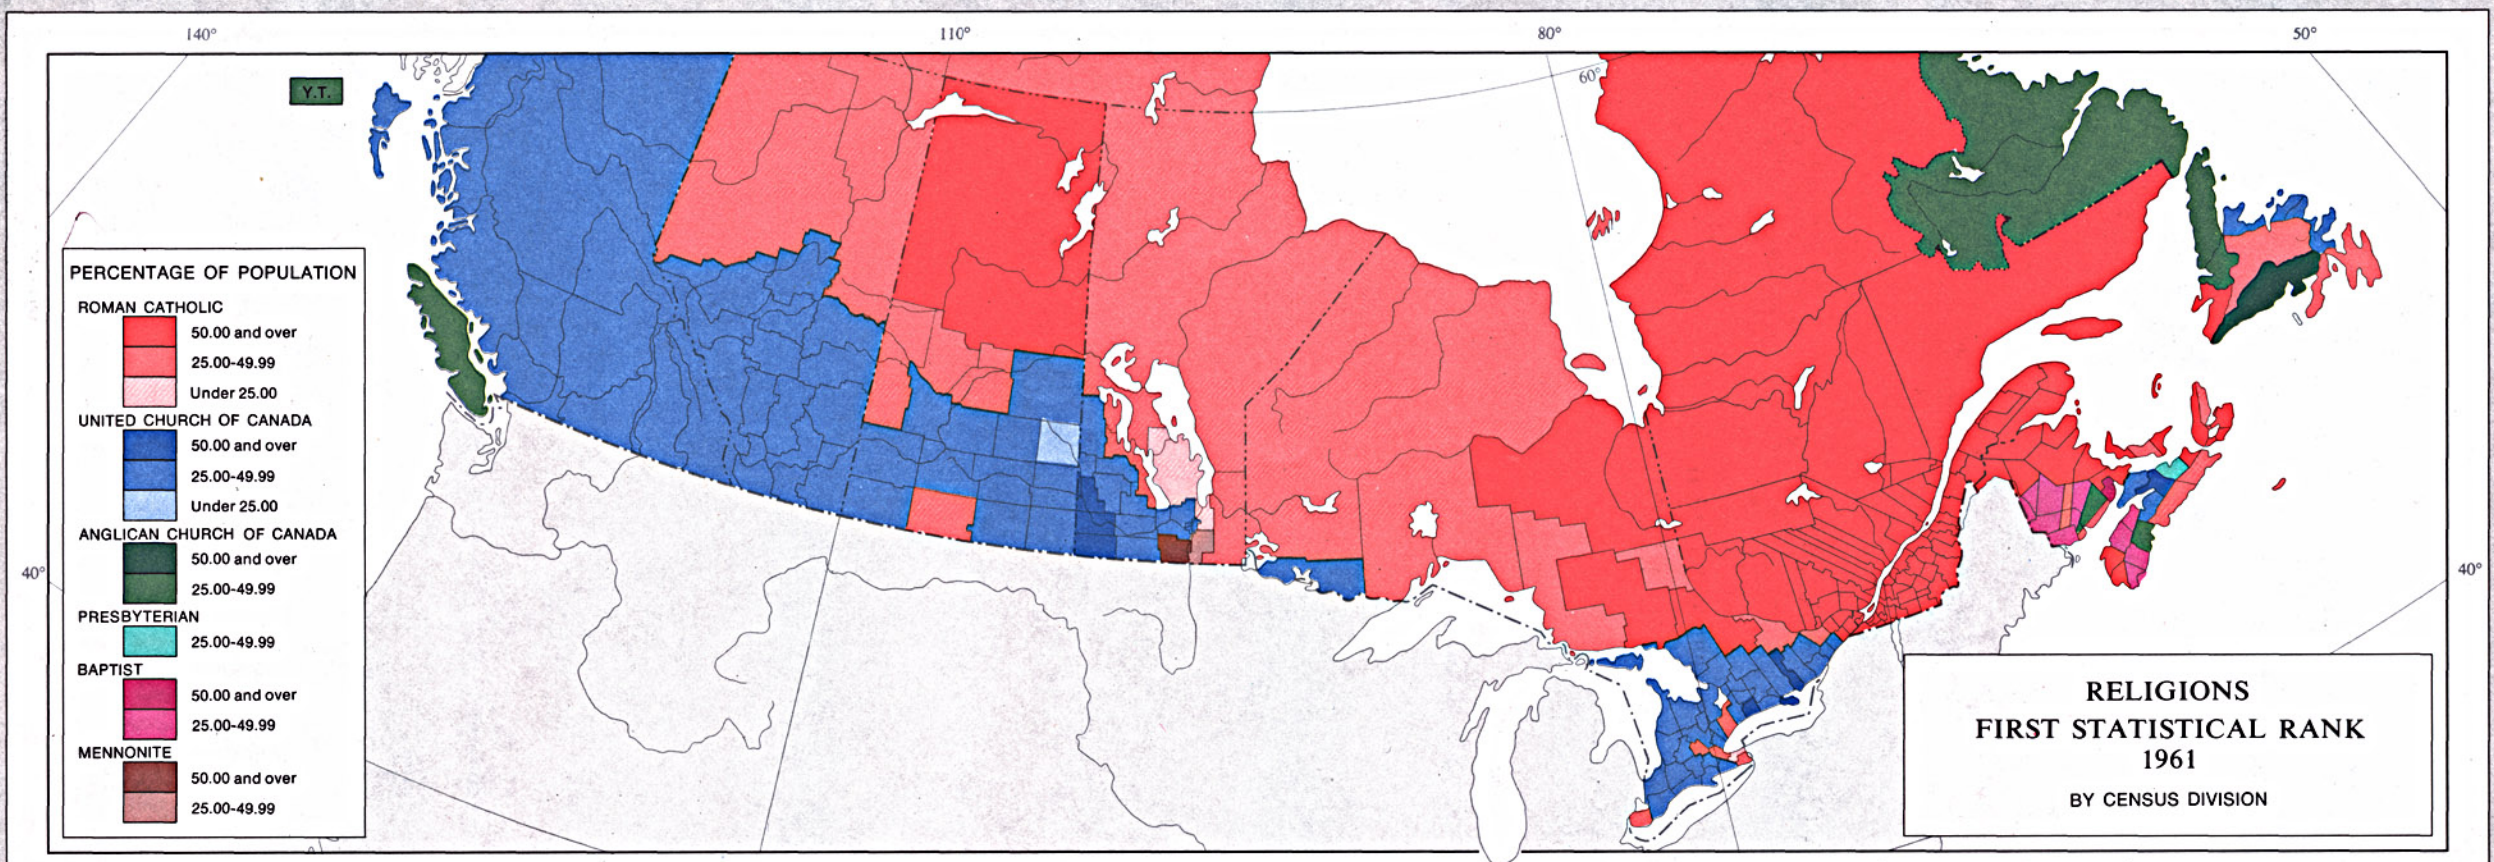 140°
110°
80°
50°
60°
Y.T.
PERCENTAGE OF POPULATION
ROMAN CATHOLIC
50.00 and over
25.00-49.99
Under 25.00
UNITED CHURCH OF CANADA
50.00 and over
25.00-49.99
Under 25.00
ANGLICAN CHURCH OF CANADA
50.00 and over
25.00-49.99
PRESBYTERIAN
25.00-49.99
BAPTIST
50.00 and over
25.00-49.99
MENNONITE
50.00 and over
25.00-49.99
40°
40°
RELIGIONS
FIRST STATISTICAL RANK
1961
BY CENSUS DIVISION